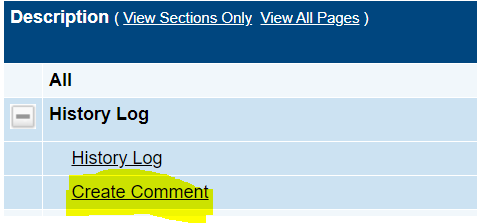 Description ( View Sections Only View All Pages )
All
History Log
History Log
Create Comment